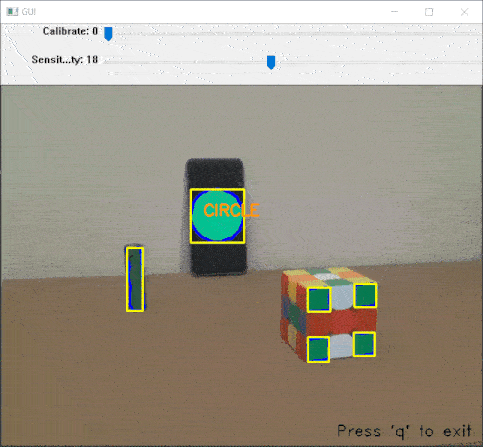 GUI
Calibrate: 0
Sensit...ty: 18
CIRCLE
Press 'q' to exit